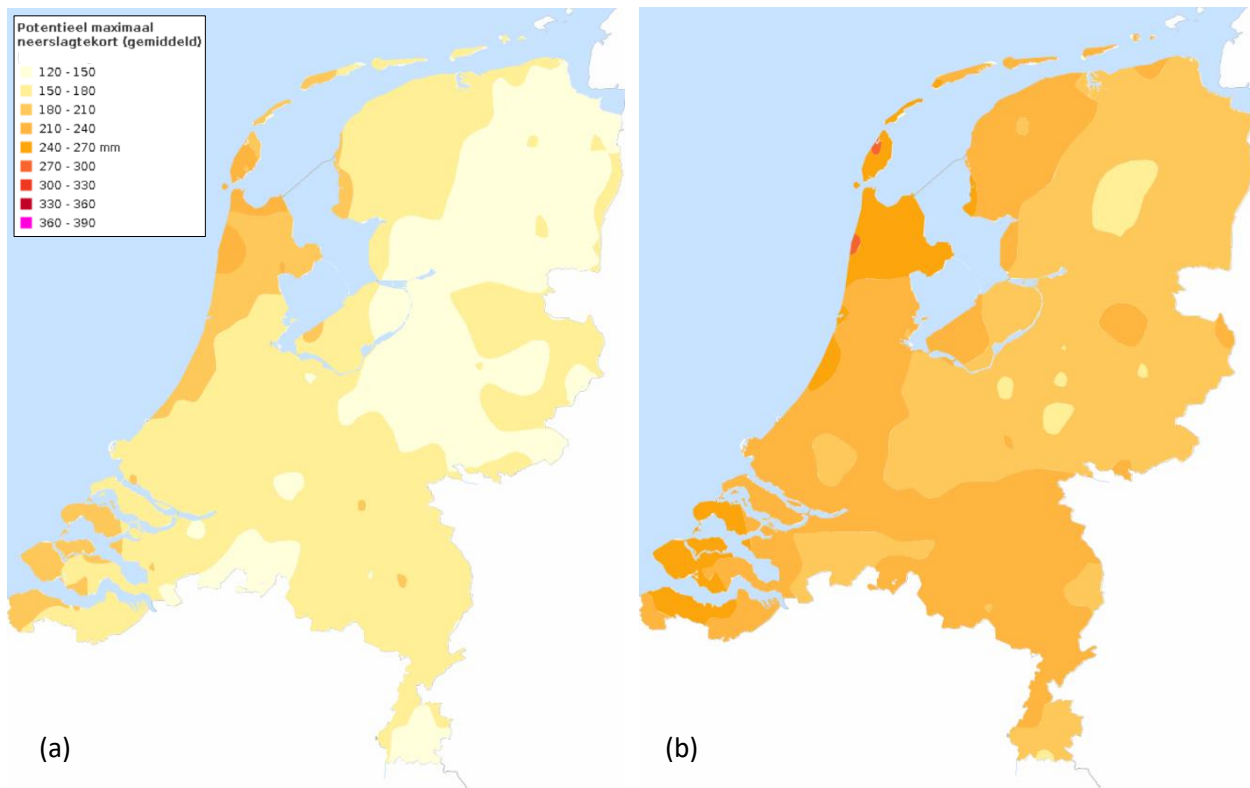 Potentieel maximaal
neerslagtekort (gemiddeld)
120 - 150
150 - 180
180 - 210
210 - 240
240 - 270 mm
270 - 300
300 - 330
330 - 360
360 - 390
(a)
(b)